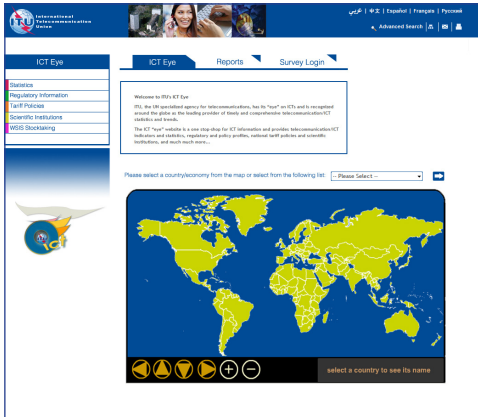 International
Telecommunication
Union
عربي | 中文 | Español | Français | Русский
Advanced Search
ICT Eye
Statistics
Regulatory Information
Tariff Policies
Scientific Institutions
WSIS Stocktaking
ICT Eye
Reports
Survey Login
Welcome to ITU's ICT Eye
ITU, the UN specialized agency for telecommunications, has its "eye" on ICTs and is recognized
around the globe as the leading provider of timely and comprehensive telecommunication/ICT
statistics and trends.
The ICT "eye" website is a one stop-shop for ICT information and provides telecommunication/ICT
indicators and statistics, regulatory and policy profiles, national tariff policies and scientific
institutions, and much much more...
Please select a country/economy from the map or select from the following list:
-- Please Select --
ict
select a country to see its name